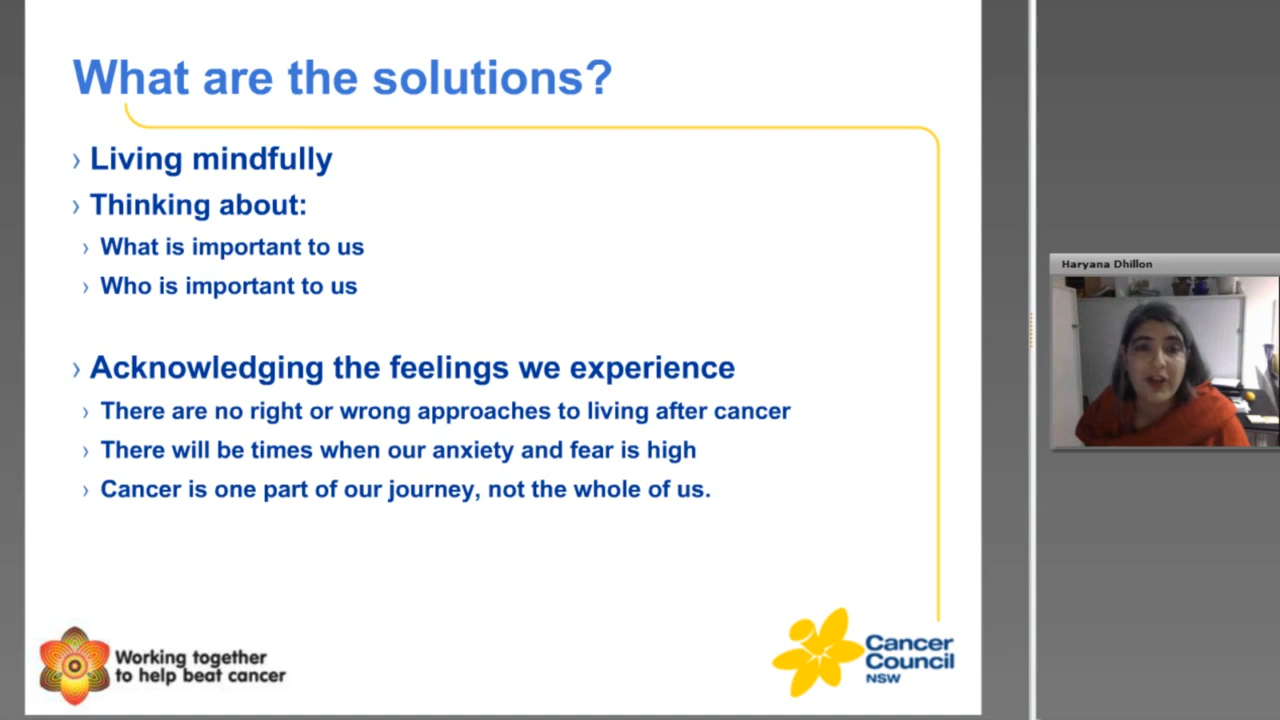 What are the solutions?
› Living mindfully
› Thinking about:
› What is important to us
› Who is important to us
› Acknowledging the feelings we experience
› There are no right or wrong approaches to living after cancer
› There will be times when our anxiety and fear is high
› Cancer is one part of our journey, not the whole of us.
Working together
to help beat cancer
Cancer
Council
NSW
Haryana Dhillon